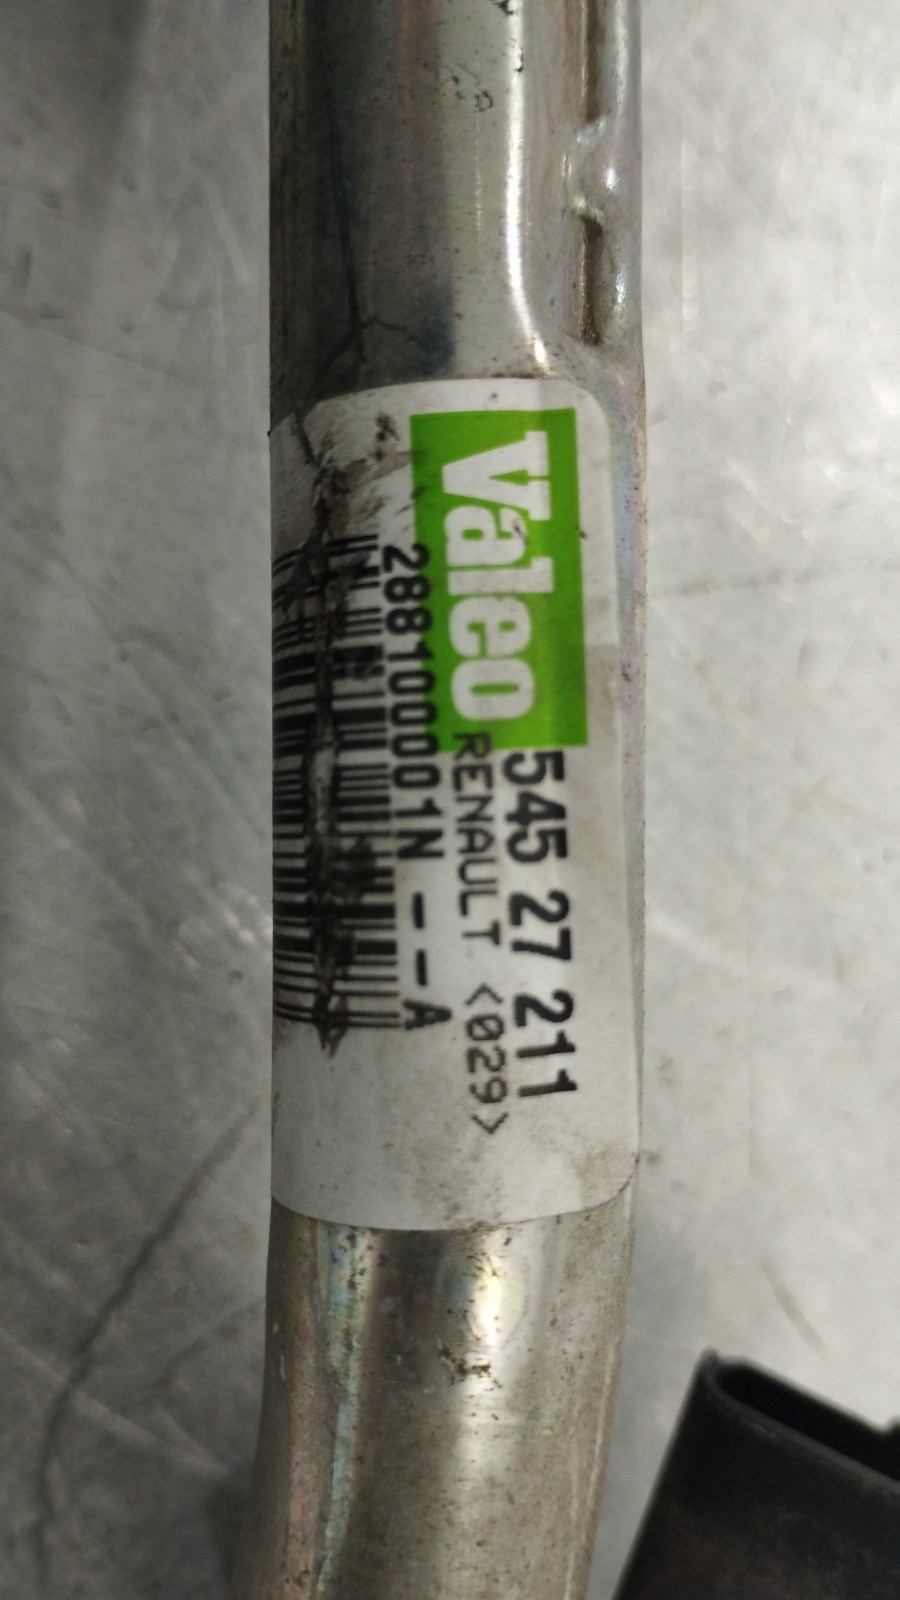 Valeo
545 27 211
RENAULT <029>
288100001N--A